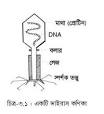 মাথা (প্রোটিন)
DNA
কলার
লেজ
স্পর্শক তন্তু
চিত্র-৩.১ : একটি ভাইরাস কণিকা